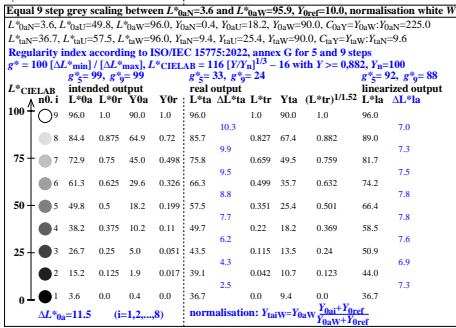 Equal 9 step grey scaling between L*0aN=3.6 and L*0aW=95.9, Y0ref=10.0, normalisation white W
L*0aN=3.6, L*0aU=49.8, L*0aW=96.0, Y0aN=0.4, Y0aU=18.2, Y0aW=90.0, C0aY=Y0aW:Y0aN=225.0
L*taN=36.7, L*taU=57.5, L*taW=96.0, YtaN=9.4, YtaU=25.4, YtaW=90.0, CtaY=YtaW:YtaN=9.6
Regularity index according to ISO/IEC 15775:2022, annex G for 5 and 9 steps
g* = 100 [ΔL*min] / [ΔL*max], L*CIELAB = 116 [Y/Yn]1/3 − 16 with Y >= 0,882, Yn=100
g*5= 99, g*9= 99 g*5= 33, g*9= 24 g*5= 92, g*9= 88
L*CIELAB intended output real output linearized output
n0. i L*0a L*0r Y0a Y0r L*ta ΔL*ta L*tr Yta (L*tr)1/1.52 L*la ΔL*la
9 96.0 1.0 90.0 1.0 96.0 1.0 90.0 1.0 96.0
100
10.3 7.0
8 84.4 0.875 64.9 0.72 85.7 0.827 67.4 0.882 89.0
9.9 7.3
75
7 72.9 0.75 45.0 0.498 75.8 0.659 49.5 0.759 81.7
9.5 7.5
6 61.3 0.625 29.6 0.326 66.3 0.499 35.7 0.632 74.2
8.8 7.8
50
5 49.8 0.5 18.2 0.199 57.5 0.351 25.4 0.501 66.4
7.7 7.8
4 38.2 0.375 10.2 0.11 49.7 0.22 18.2 0.369 58.5
6.2 7.6
25
3 26.7 0.25 5.0 0.051 43.5 0.115 13.5 0.24 50.9
4.3 6.9
2 15.2 0.125 1.9 0.017 39.1 0.042 10.7 0.123 44.0
2.5 7.3
0
1 3.6 0.0 0.4 0.0 36.7 0.0 9.4 0.0 36.7
ΔL*0a=11.5 (i=1,2,...,8) normalisation: YtaiW=Y0aW Y0ai+Y0ref
Y0aW+Y0ref